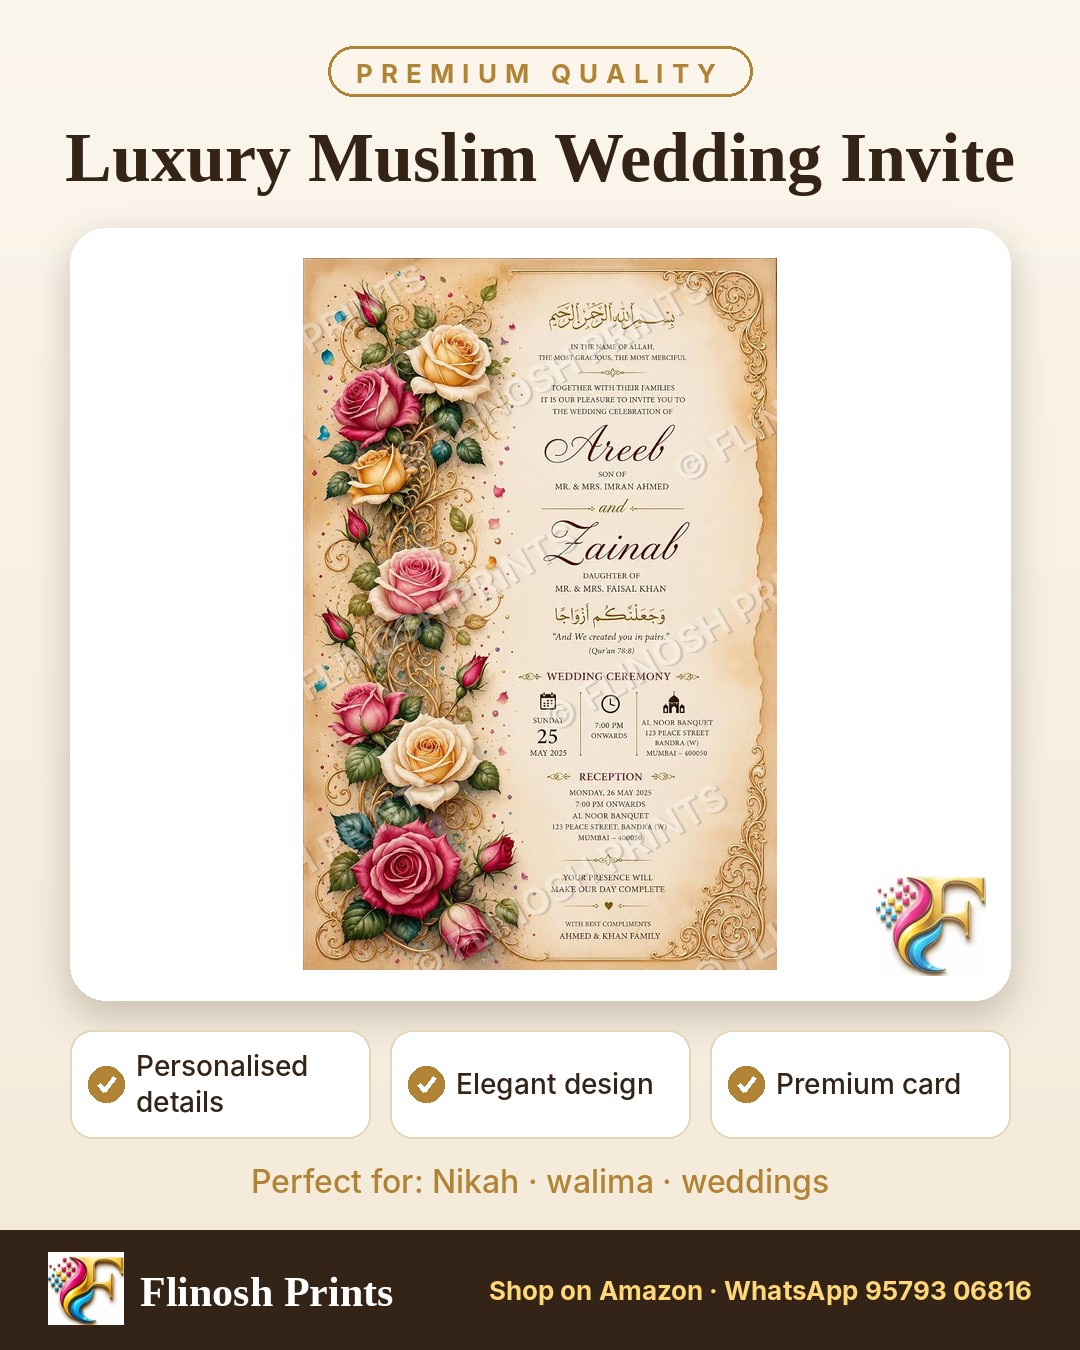 PREMIUM QUALITY
Luxury Muslim Wedding Invite
بِسْمِ اللهِ الرَّحْمٰنِ الرَّحِيْمِ
IN THE NAME OF ALLAH,
THE MOST GRACIOUS, THE MOST MERCIFUL
TOGETHER WITH THEIR FAMILIES
IT IS OUR PLEASURE TO INVITE YOU TO
THE WEDDING CELEBRATION OF
Areeb
SON OF
MR. & MRS. IMRAN AHMED
and
Zainab
DAUGHTER OF
MR. & MRS. FAISAL KHAN
وَجَعَلْنَٰكُم أَزْوَاجًا
"And We created you in pairs."
(Qur'an 78:8)
WEDDING CEREMONY
SUNDAY
25
MAY 2025
7:00 PM
ONWARDS
AL NOOR BANQUET
123 PEACE STREET
BANDRA (W)
MUMBAI – 400050
RECEPTION
MONDAY, 26 MAY 2025
7:00 PM ONWARDS
AL NOOR BANQUET
123 PEACE STREET, BANDRA (W)
MUMBAI – 400050
YOUR PRESENCE WILL
MAKE OUR DAY COMPLETE
WITH BEST COMPLIMENTS
AHMED & KHAN FAMILY
© FLINOSH PRINTS
Personalised
details
Elegant design
Premium card
Perfect for: Nikah · walima · weddings
Flinosh Prints
Shop on Amazon · WhatsApp 95793 06816